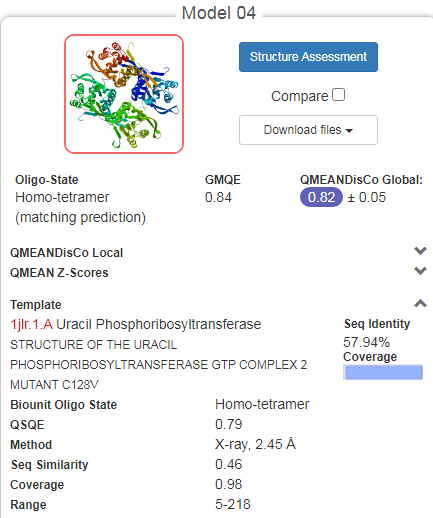 Model 04
Structure Assessment
Compare
Download files
Oligo-State GMQE QMEANDisCo Global:
Homo-tetramer 0.84 0.82 ± 0.05
(matching prediction)
QMEANDisCo Local
QMEAN Z-Scores
Template
1jlr.1.A Uracil Phosphoribosyltransferase Seq Identity
STRUCTURE OF THE URACIL 57.94%
PHOSPHORIBOSYLTRANSFERASE GTP COMPLEX 2 Coverage
MUTANT C128V
Biounit Oligo State Homo-tetramer
QSQE 0.79
Method X-ray, 2.45 Å
Seq Similarity 0.46
Coverage 0.98
Range 5-218